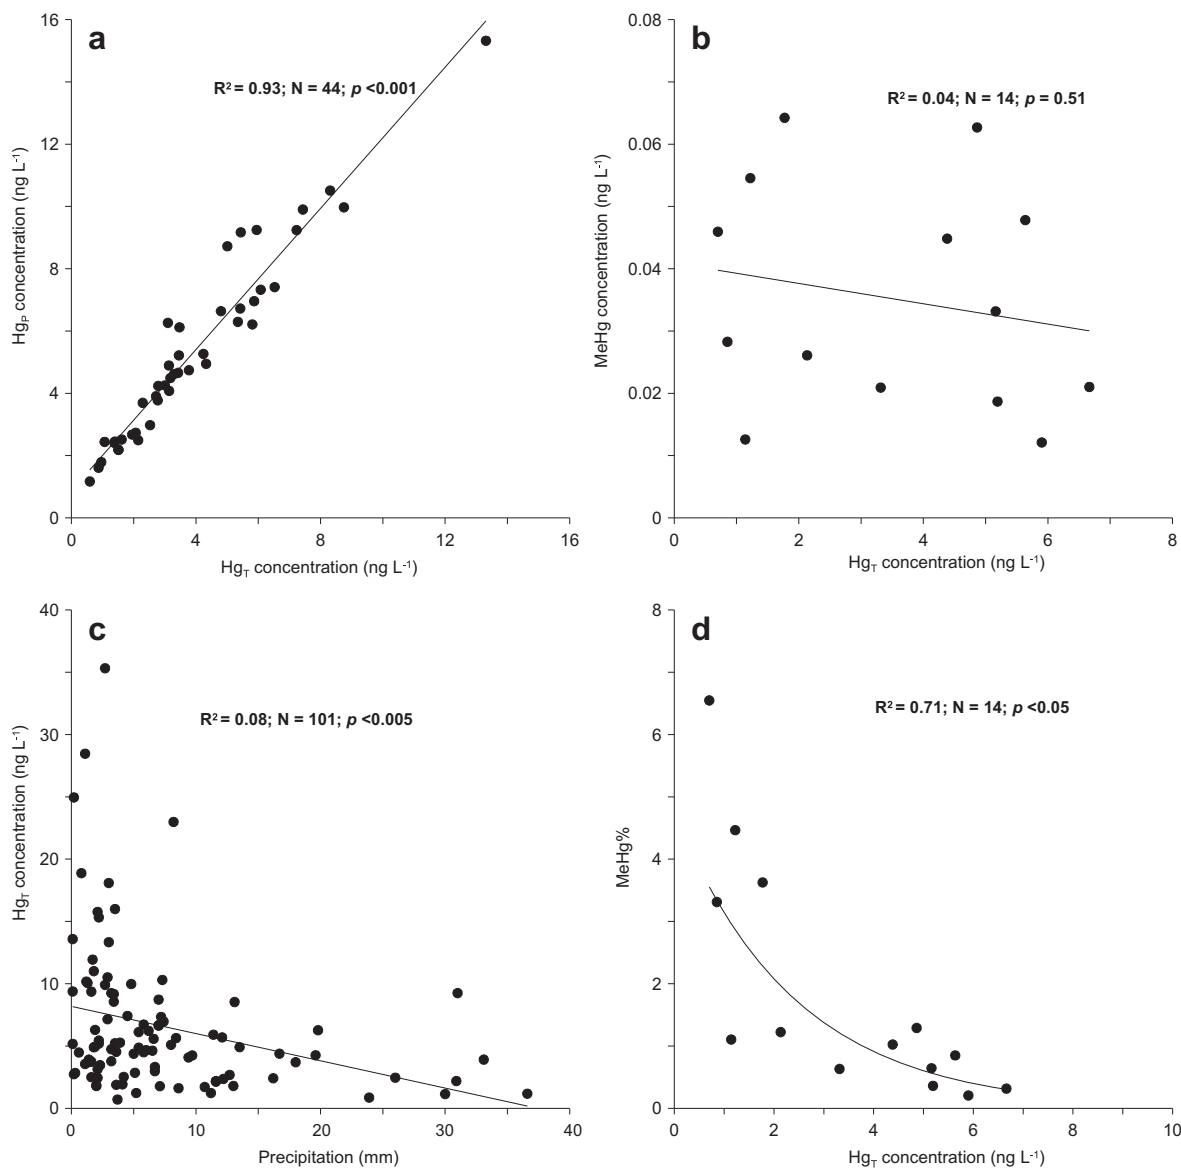 a
R² = 0.93; N = 44; p <0.001
16
12
8
4
0
HgP concentration (ng L-1)
0 4 8 12 16
HgT concentration (ng L-1)
b
R² = 0.04; N = 14; p = 0.51
0.08
0.06
0.04
0.02
0
MeHg concentration (ng L-1)
0 2 4 6 8
HgT concentration (ng L-1)
c
R² = 0.08; N = 101; p <0.005
40
30
20
10
0
HgT concentration (ng L-1)
0 10 20 30 40
Precipitation (mm)
d
R² = 0.71; N = 14; p <0.05
8
6
4
2
0
MeHg%
0 2 4 6 8 10
HgT concentration (ng L-1)